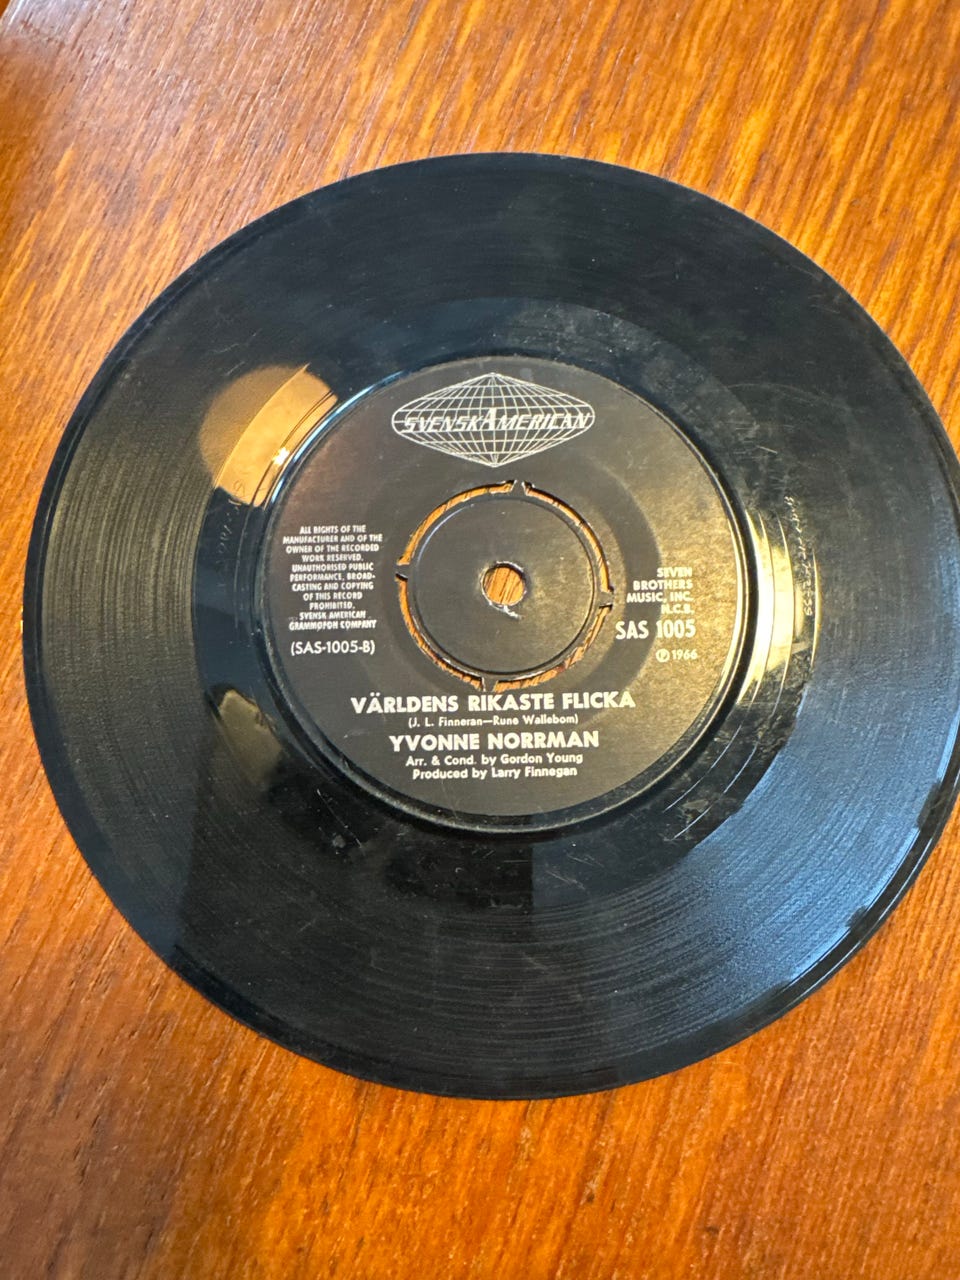 SVENSKAMERICAN
ALL RIGHTS OF THE
MANUFACTURER AND OF THE
OWNER OF THE RECORDED
WORK RESERVED.
UNAUTHORISED PUBLIC
PERFORMANCE, BROAD-
CASTING AND COPYING
OF THIS RECORD
PROHIBITED.
SVENSK AMERICAN
GRAMMOFON COMPANY
(SAS-1005-B)
SEVEN
BROTHERS
MUSIC, INC.
N.C.B.
SAS 1005
℗ 1966
VÄRLDENS RIKASTE FLICKA
(J. L. Finneran—Rune Wallebom)
YVONNE NORRMAN
Arr. & Cond. by Gordon Young
Produced by Larry Finnegan